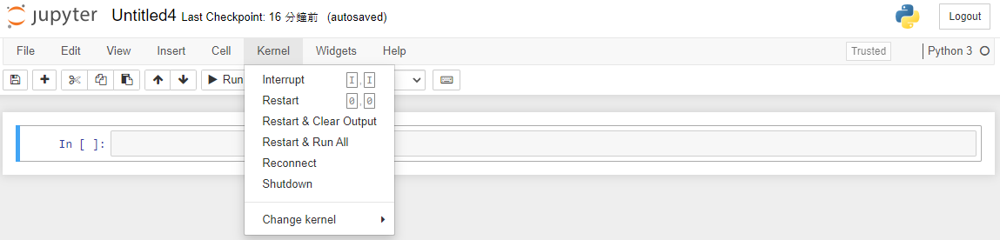 jupyter Untitled4 Last Checkpoint: 16 分鐘前 (autosaved)
Logout
File Edit View Insert Cell Kernel Widgets Help
Trusted
Python 3
Run
Interrupt I,I
Restart 0,0
Restart & Clear Output
Restart & Run All
Reconnect
Shutdown
Change kernel
In [ ]: